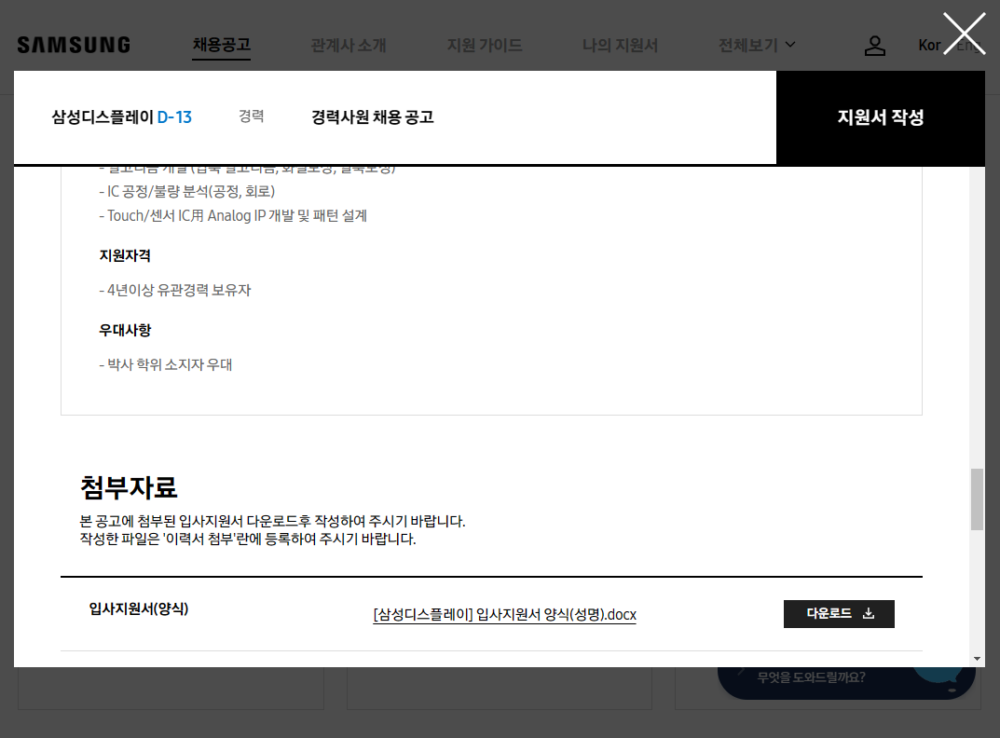 SAMSUNG 채용공고 관계사 소개 지원 가이드 나의 지원서 전체보기 Kor Eng
삼성디스플레이 D-13 경력 경력사원 채용 공고 지원서 작성
- IC 공정/불량 분석(공정, 회로)
- Touch/센서 IC用 Analog IP 개발 및 패턴 설계
지원자격
- 4년이상 유관경력 보유자
우대사항
- 박사 학위 소지자 우대
첨부자료
본 공고에 첨부된 입사지원서 다운로드후 작성하여 주시기 바랍니다.
작성한 파일은 '이력서 첨부'란에 등록하여 주시기 바랍니다.
입사지원서(양식) [삼성디스플레이] 입사지원서 양식(성명).docx 다운로드
무엇을 도와드릴까요?